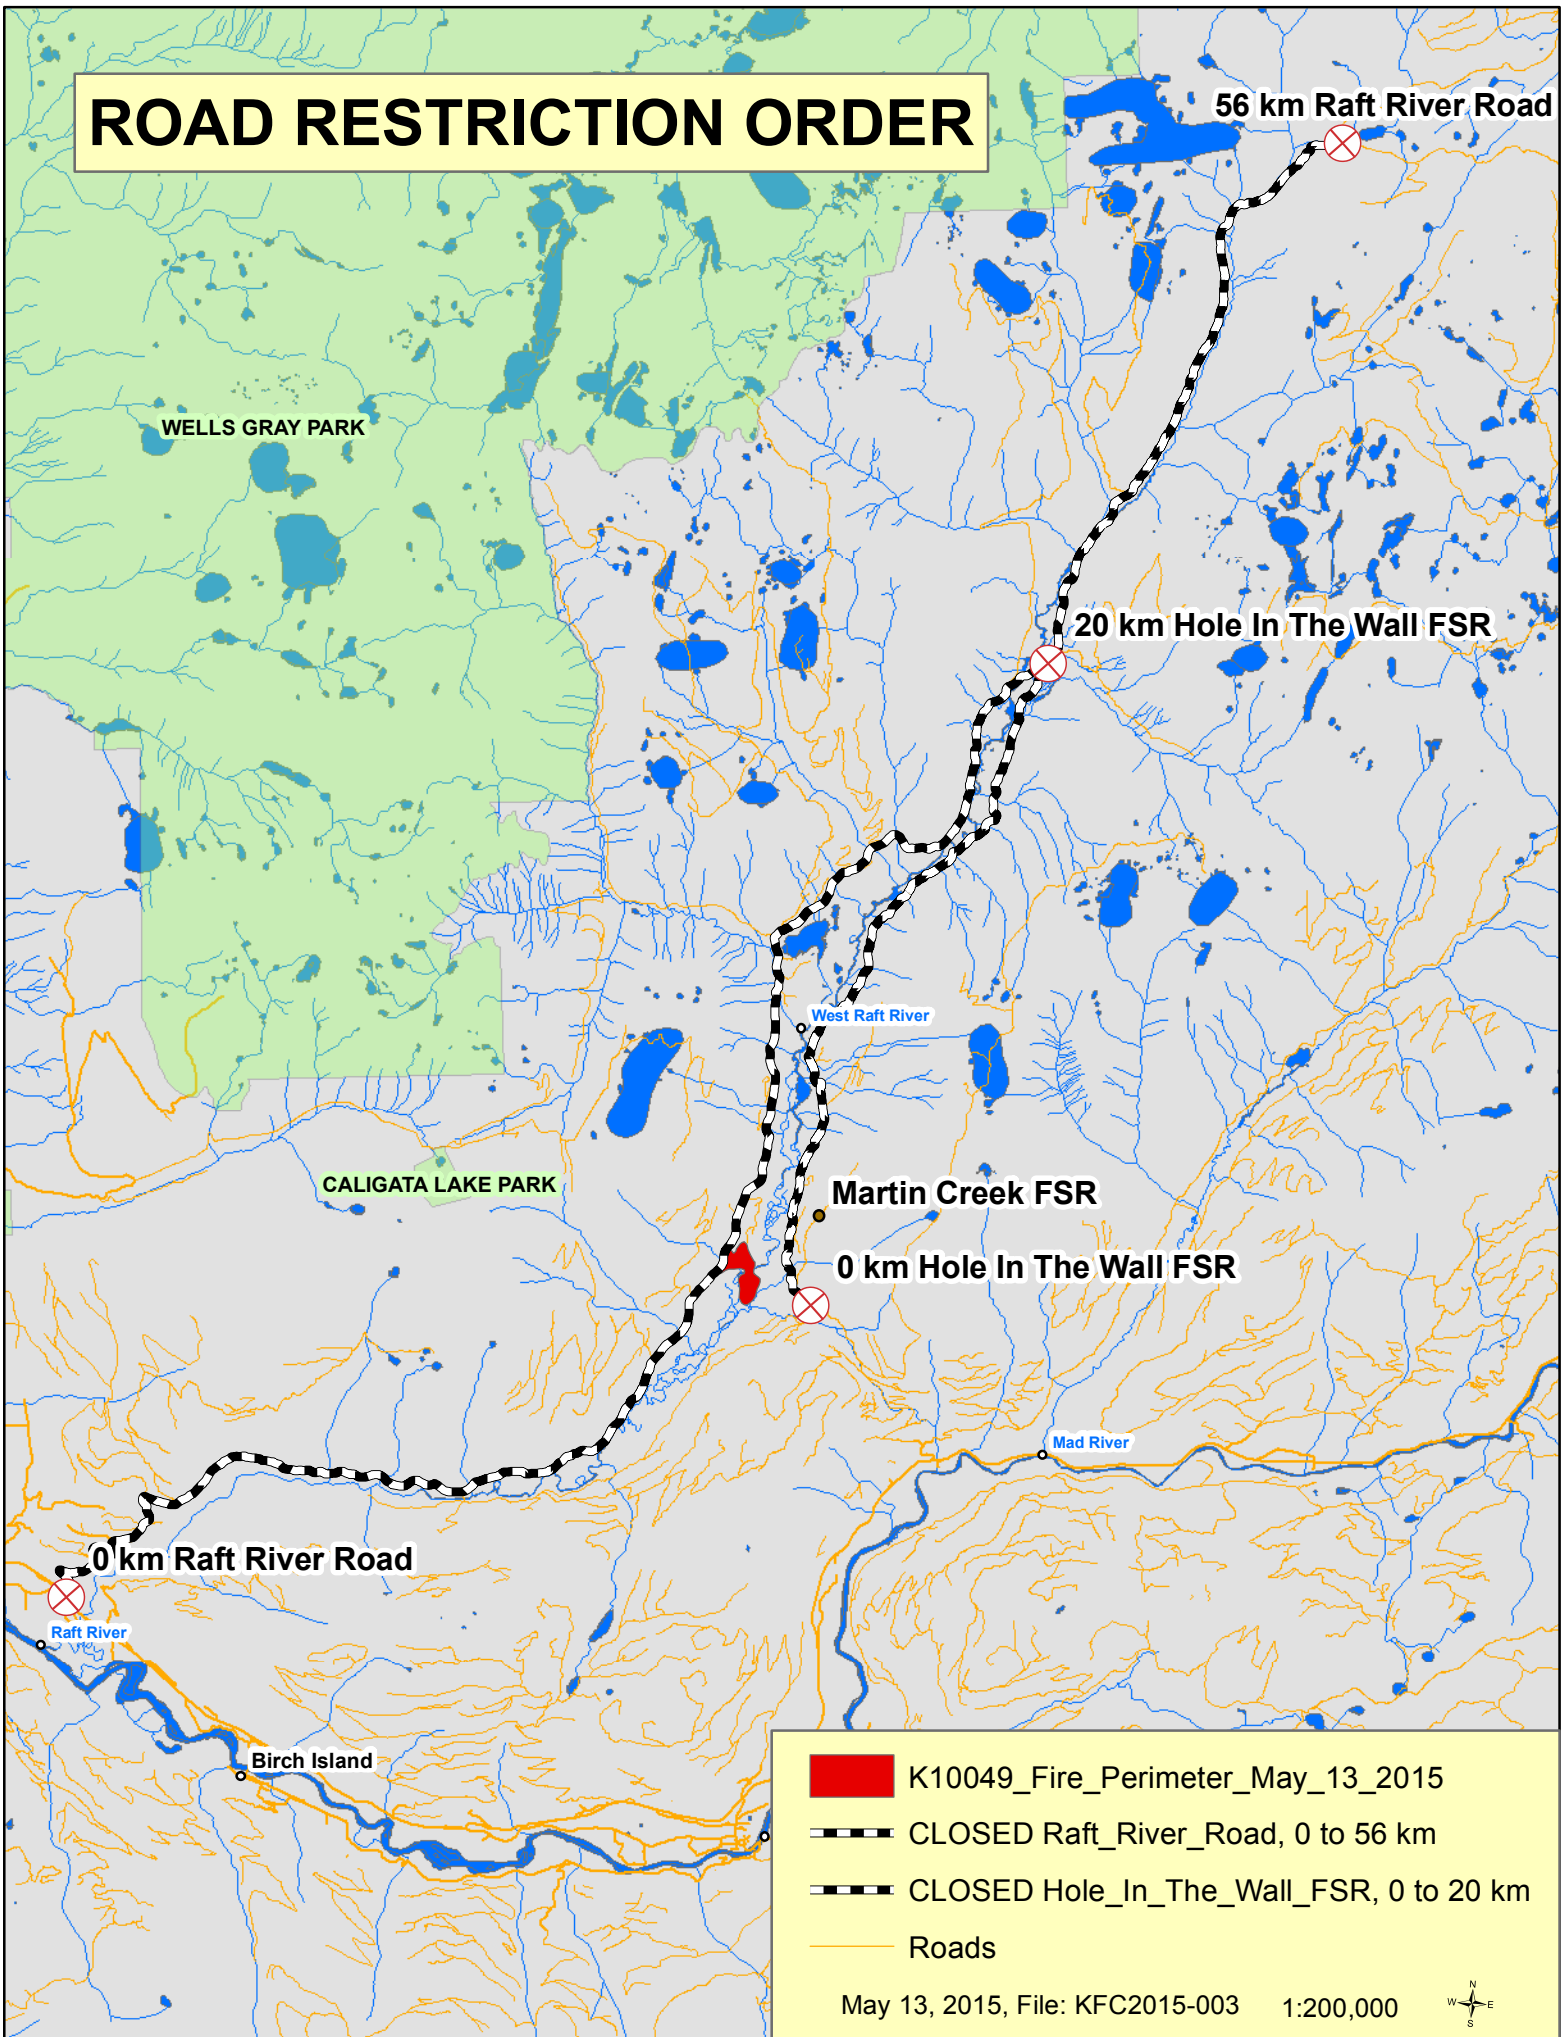 ROAD RESTRICTION ORDER
56 km Raft River Road
WELLS GRAY PARK
20 km Hole In The Wall FSR
West Raft River
CALIGATA LAKE PARK
Martin Creek FSR
0 km Hole In The Wall FSR
Mad River
0 km Raft River Road
Raft River
Birch Island
K10049_Fire_Perimeter_May_13_2015
CLOSED Raft_River_Road, 0 to 56 km
CLOSED Hole_In_The_Wall_FSR, 0 to 20 km
Roads
May 13, 2015, File: KFC2015-003 1:200,000
N
W E
S